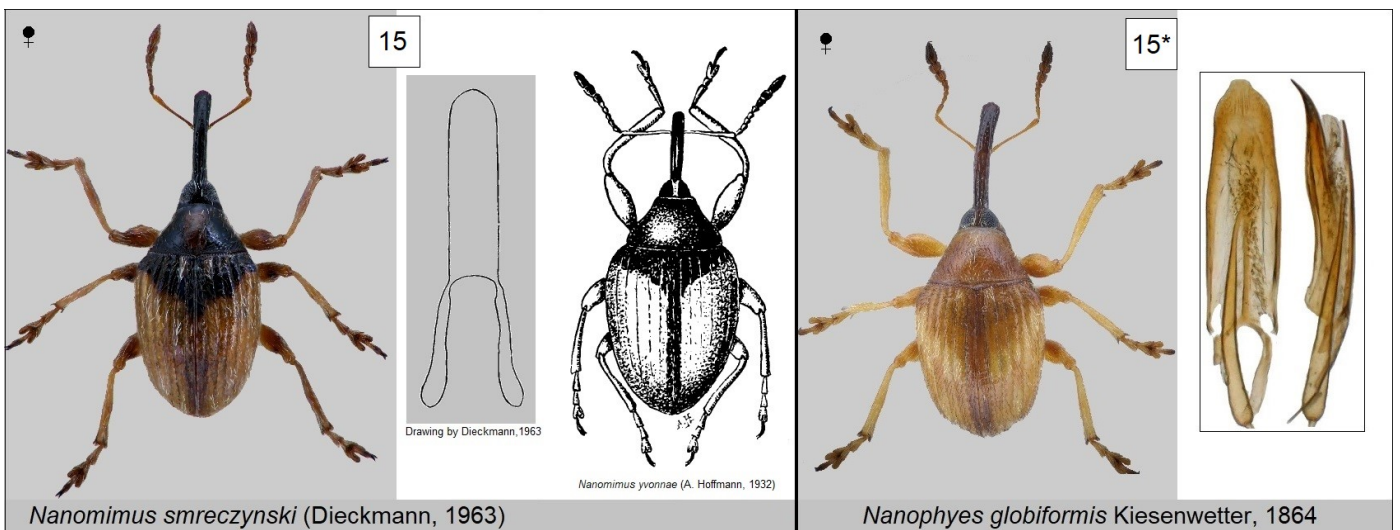 ♀
15
Drawing by Dieckmann,1963
Nanomimus yvonnae (A. Hoffmann, 1932)
Nanomimus smreczynski (Dieckmann, 1963)
♀
15*
Nanophyes globiformis Kiesenwetter, 1864